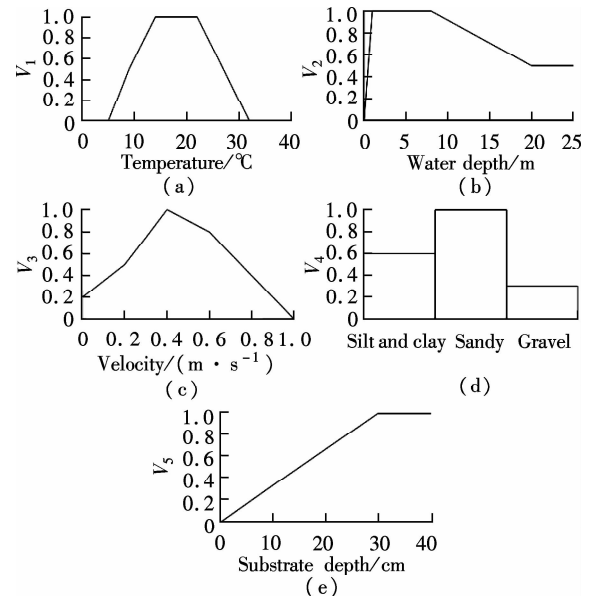 V1
1.0
0.8
0.6
0.4
0.2
0
0 10 20 30 40
Temperature/℃
(a)
V2
1.0
0.8
0.6
0.4
0.2
0
0 5 10 15 20 25
Water depth/m
(b)
V3
1.0
0.8
0.6
0.4
0.2
0
0 0.2 0.4 0.6 0.8 1.0
Velocity/(m·s⁻¹)
(c)
V4
1.0
0.8
0.6
0.4
0.2
0
Silt and clay Sandy Gravel
(d)
V5
1.0
0.8
0.6
0.4
0.2
0
0 10 20 30 40
Substrate depth/cm
(e)